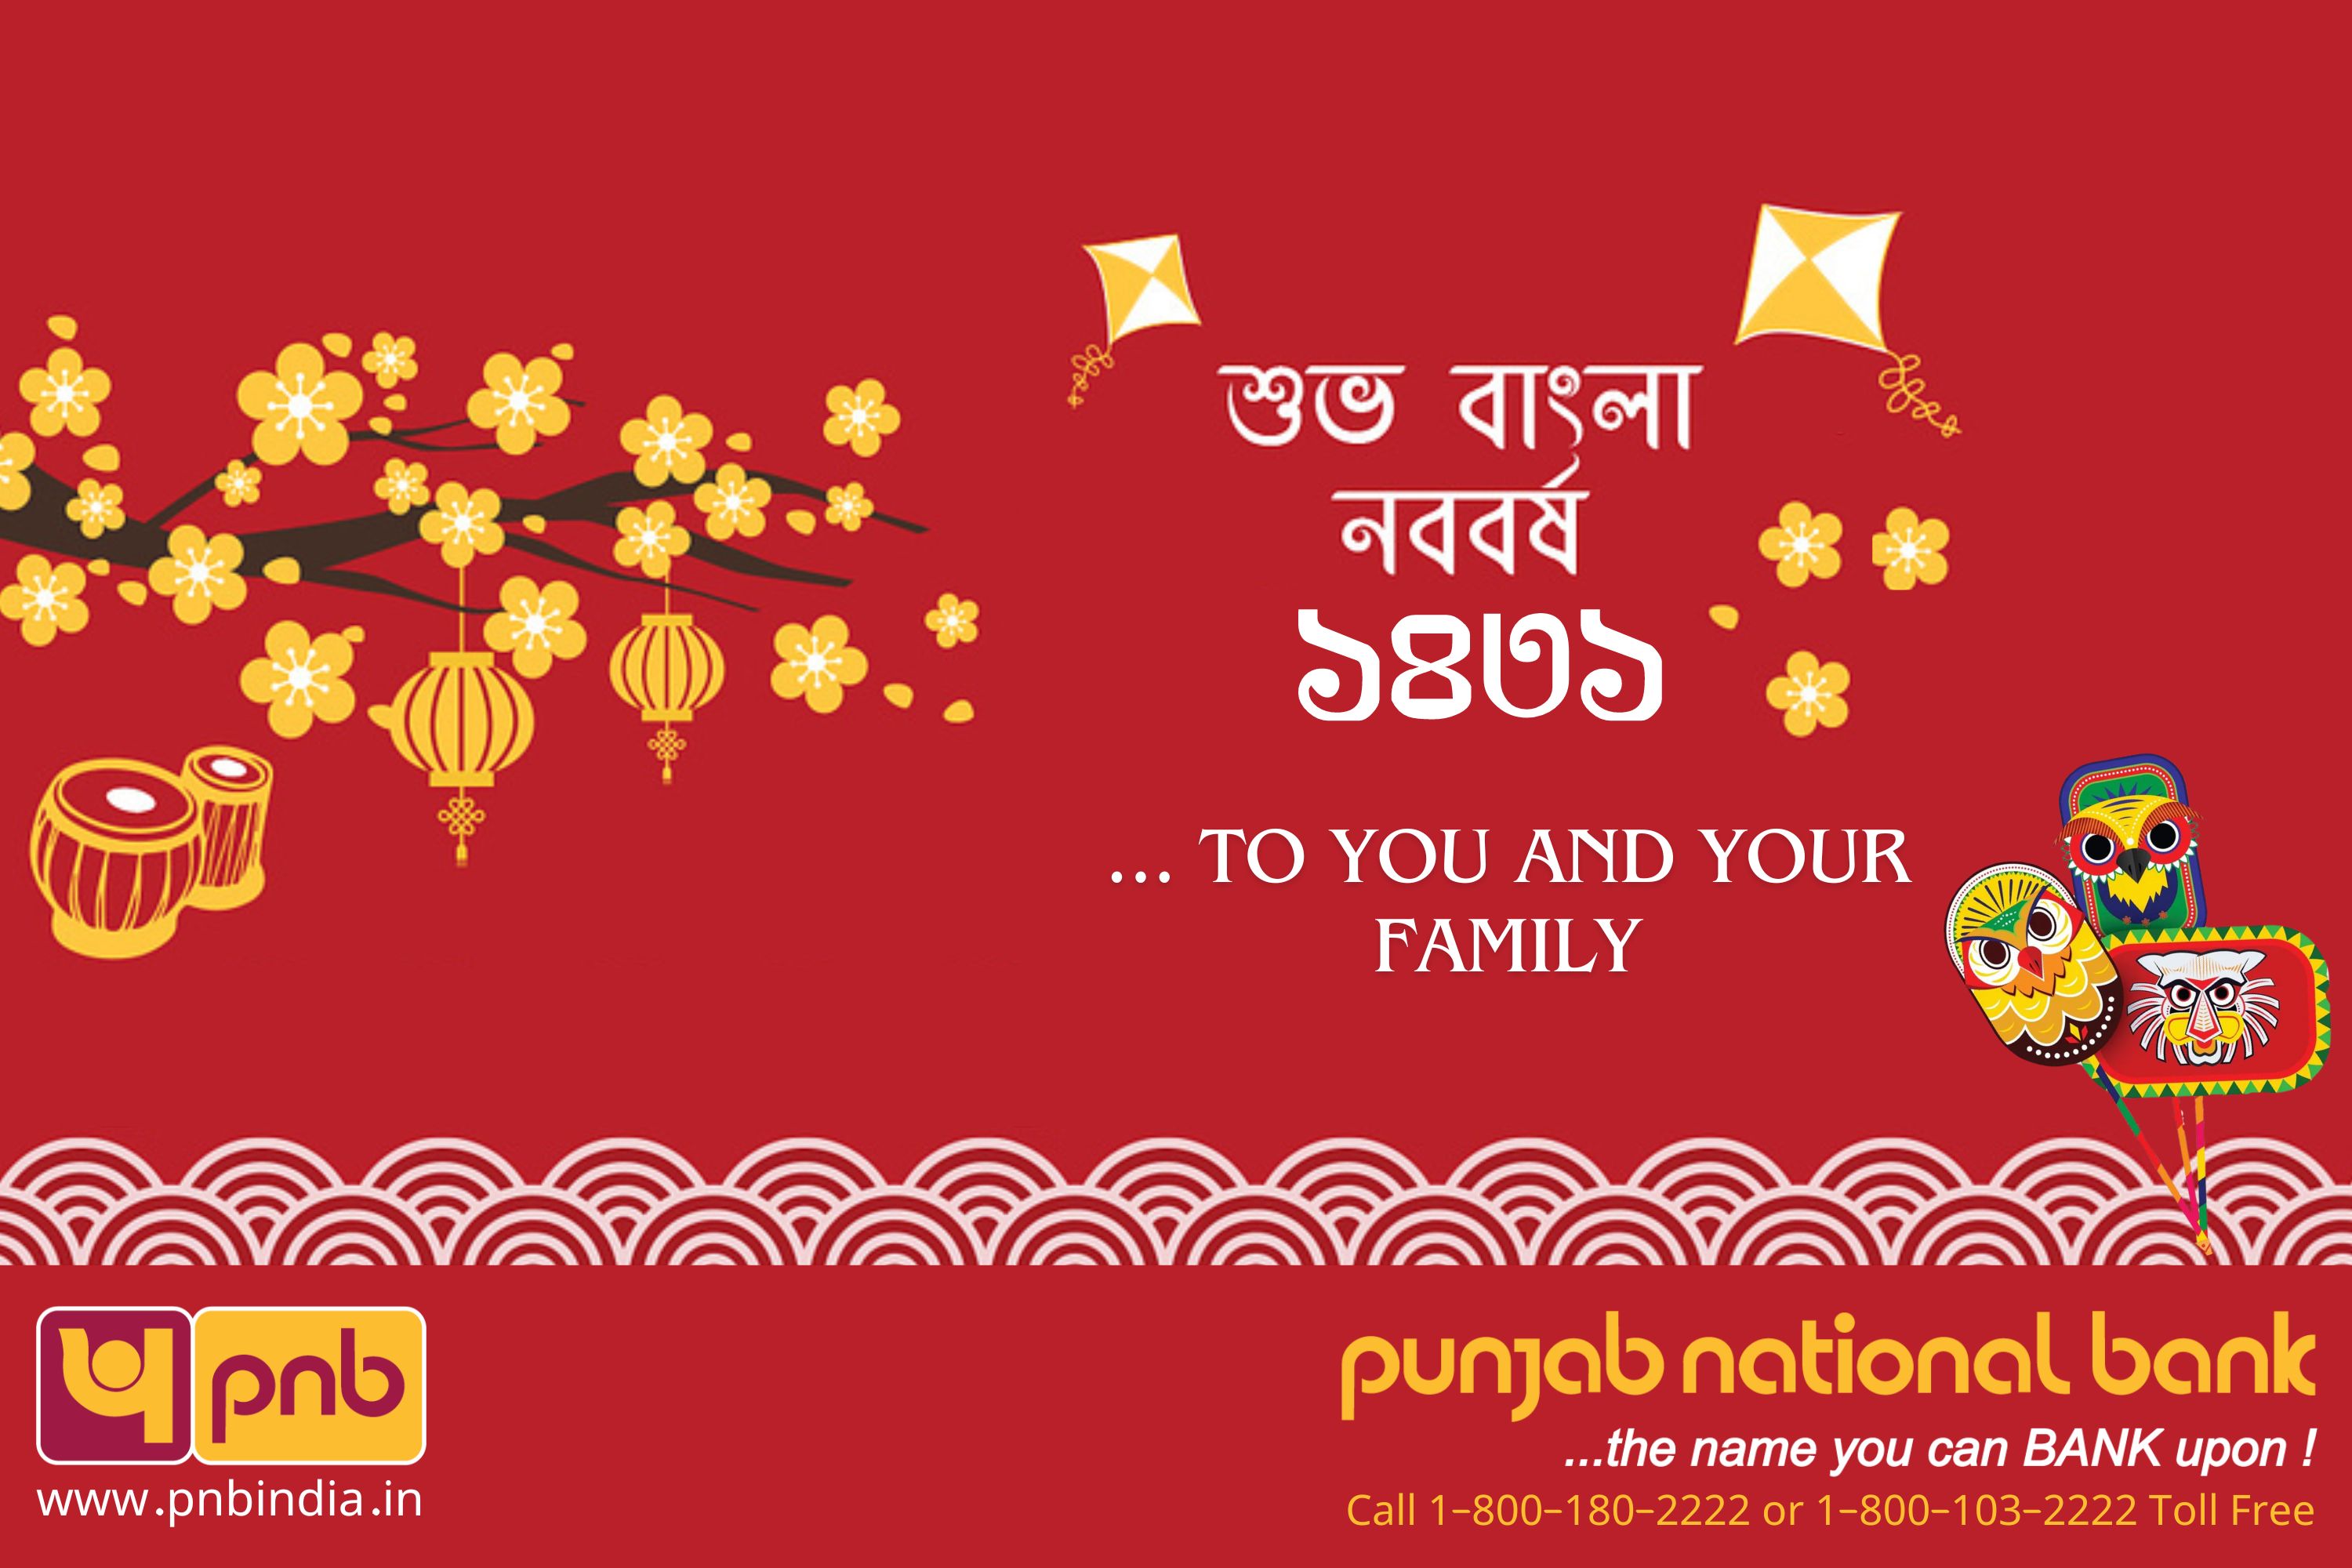 শুভ বাংলা
নববর্ষ
১৪৩১
... TO YOU AND YOUR
FAMILY
प pnb
www.pnbindia.in
punjab national bank
...the name you can BANK upon !
Call 1-800-180-2222 or 1-800-103-2222 Toll Free